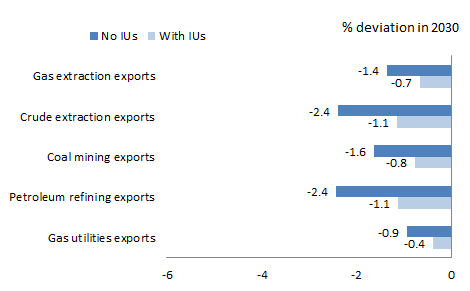 % deviation in 2030
No IUs With IUs
Gas extraction exports -1.4 -0.7
Crude extraction exports -2.4 -1.1
Coal mining exports -1.6 -0.8
Petroleum refining exports -2.4 -1.1
Gas utilities exports -0.9 -0.4
-6 -4 -2 0